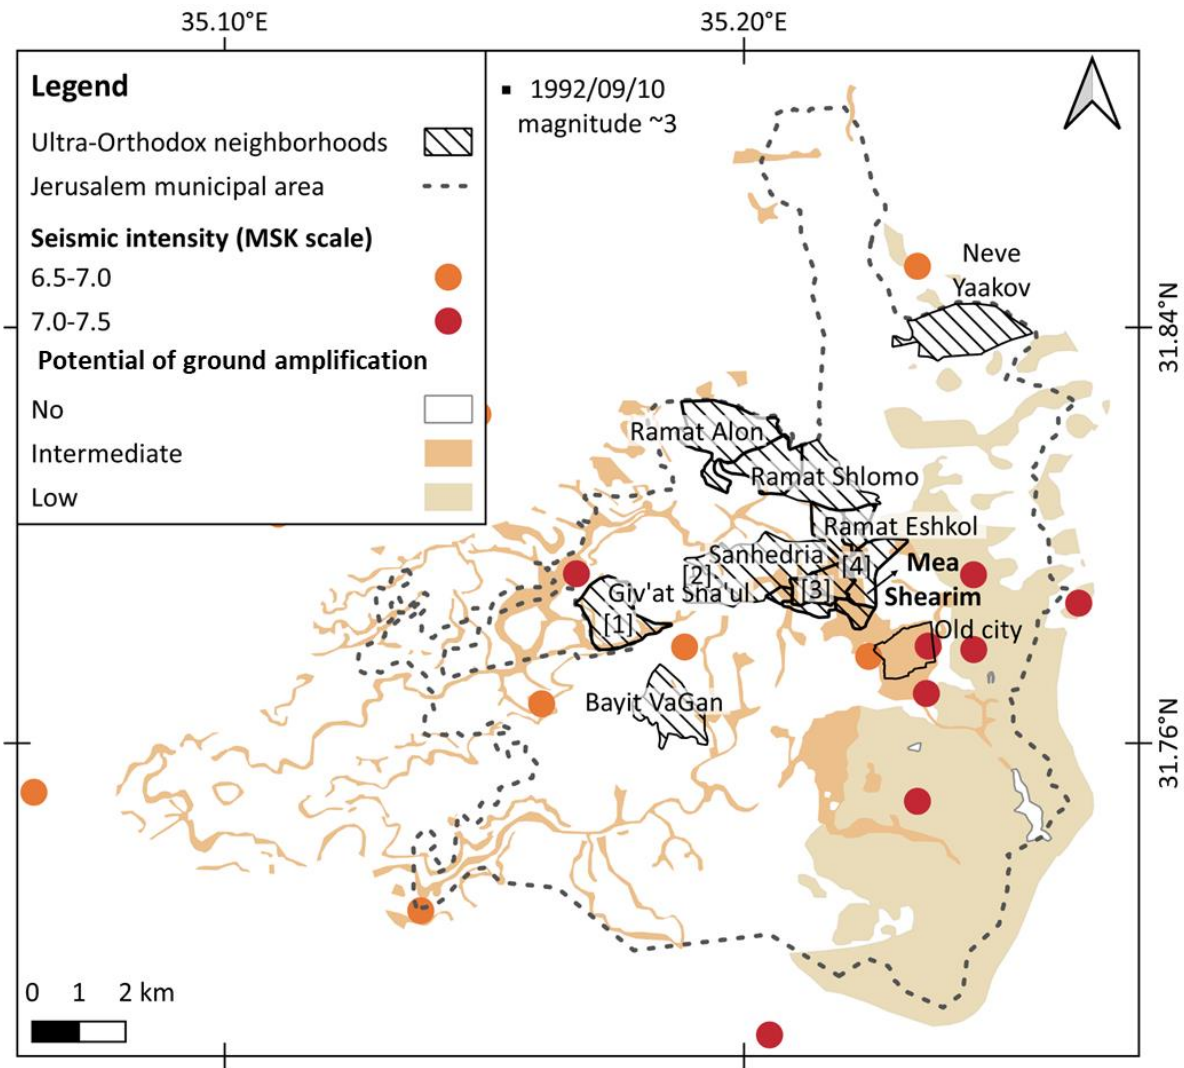 35.10°E
35.20°E
Legend
Ultra-Orthodox neighborhoods
Jerusalem municipal area
Seismic intensity (MSK scale)
6.5-7.0
7.0-7.5
Potential of ground amplification
No
Intermediate
Low
1992/09/10
magnitude ~3
Neve
Yaakov
31.84°N
Ramat Alon
Ramat Shlomo
Ramat Eshkol
Sanhedria
[4]
Mea
[2]
Giv'at Sha'ul
[3]
Shearim
[1]
Old city
Bayit VaGan
31.76°N
0 1 2 km